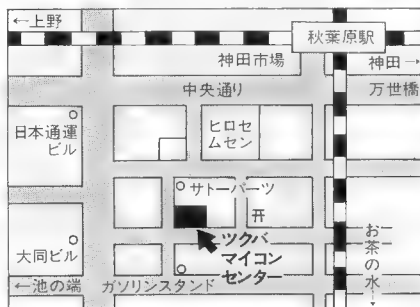 ←上野
秋葉原駅
神田市場
神田→
中央通り
万世橋
日本通運
ビル
ヒロセ
ムセン
サトーパーツ
ツクバ
マイコン
センター
大同ビル
お茶の水→
←池の端
ガソリンスタンド